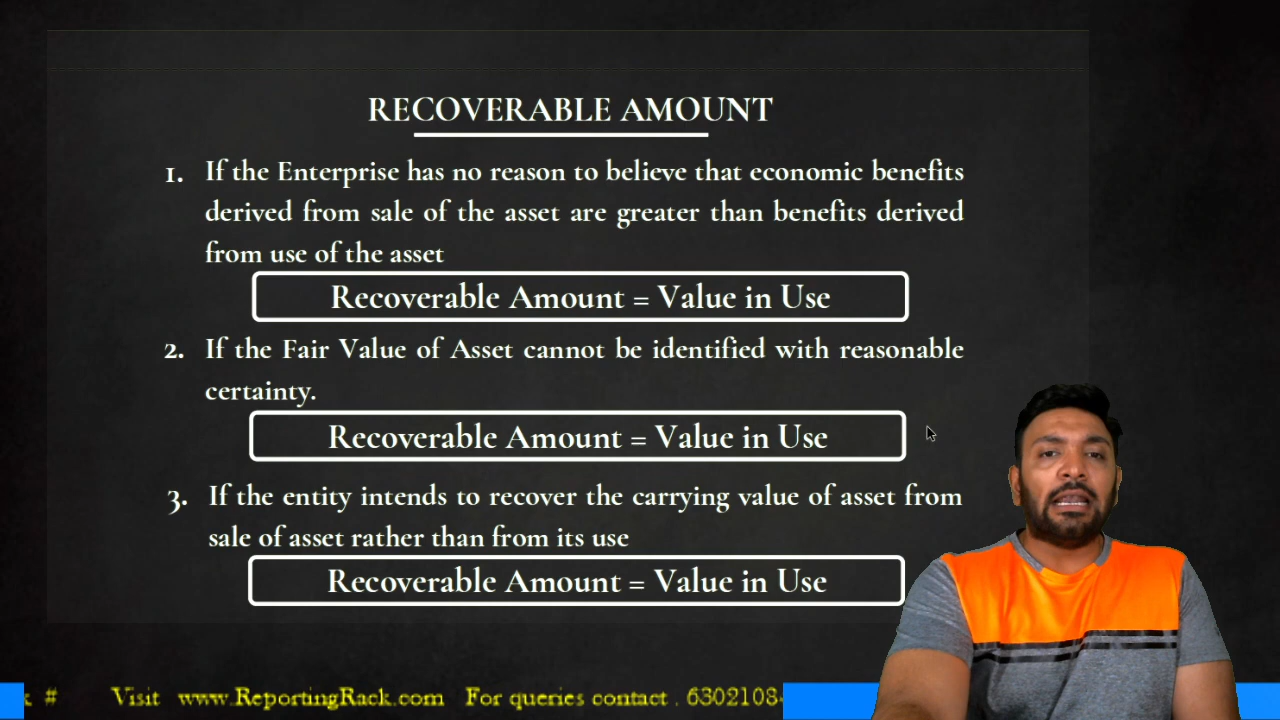 RECOVERABLE AMOUNT
1. If the Enterprise has no reason to believe that economic benefits
derived from sale of the asset are greater than benefits derived
from use of the asset
Recoverable Amount = Value in Use
2. If the Fair Value of Asset cannot be identified with reasonable
certainty.
Recoverable Amount = Value in Use
3. If the entity intends to recover the carrying value of asset from
sale of asset rather than from its use
Recoverable Amount = Value in Use
# Visit www.ReportingRack.com For queries contact . 6302108